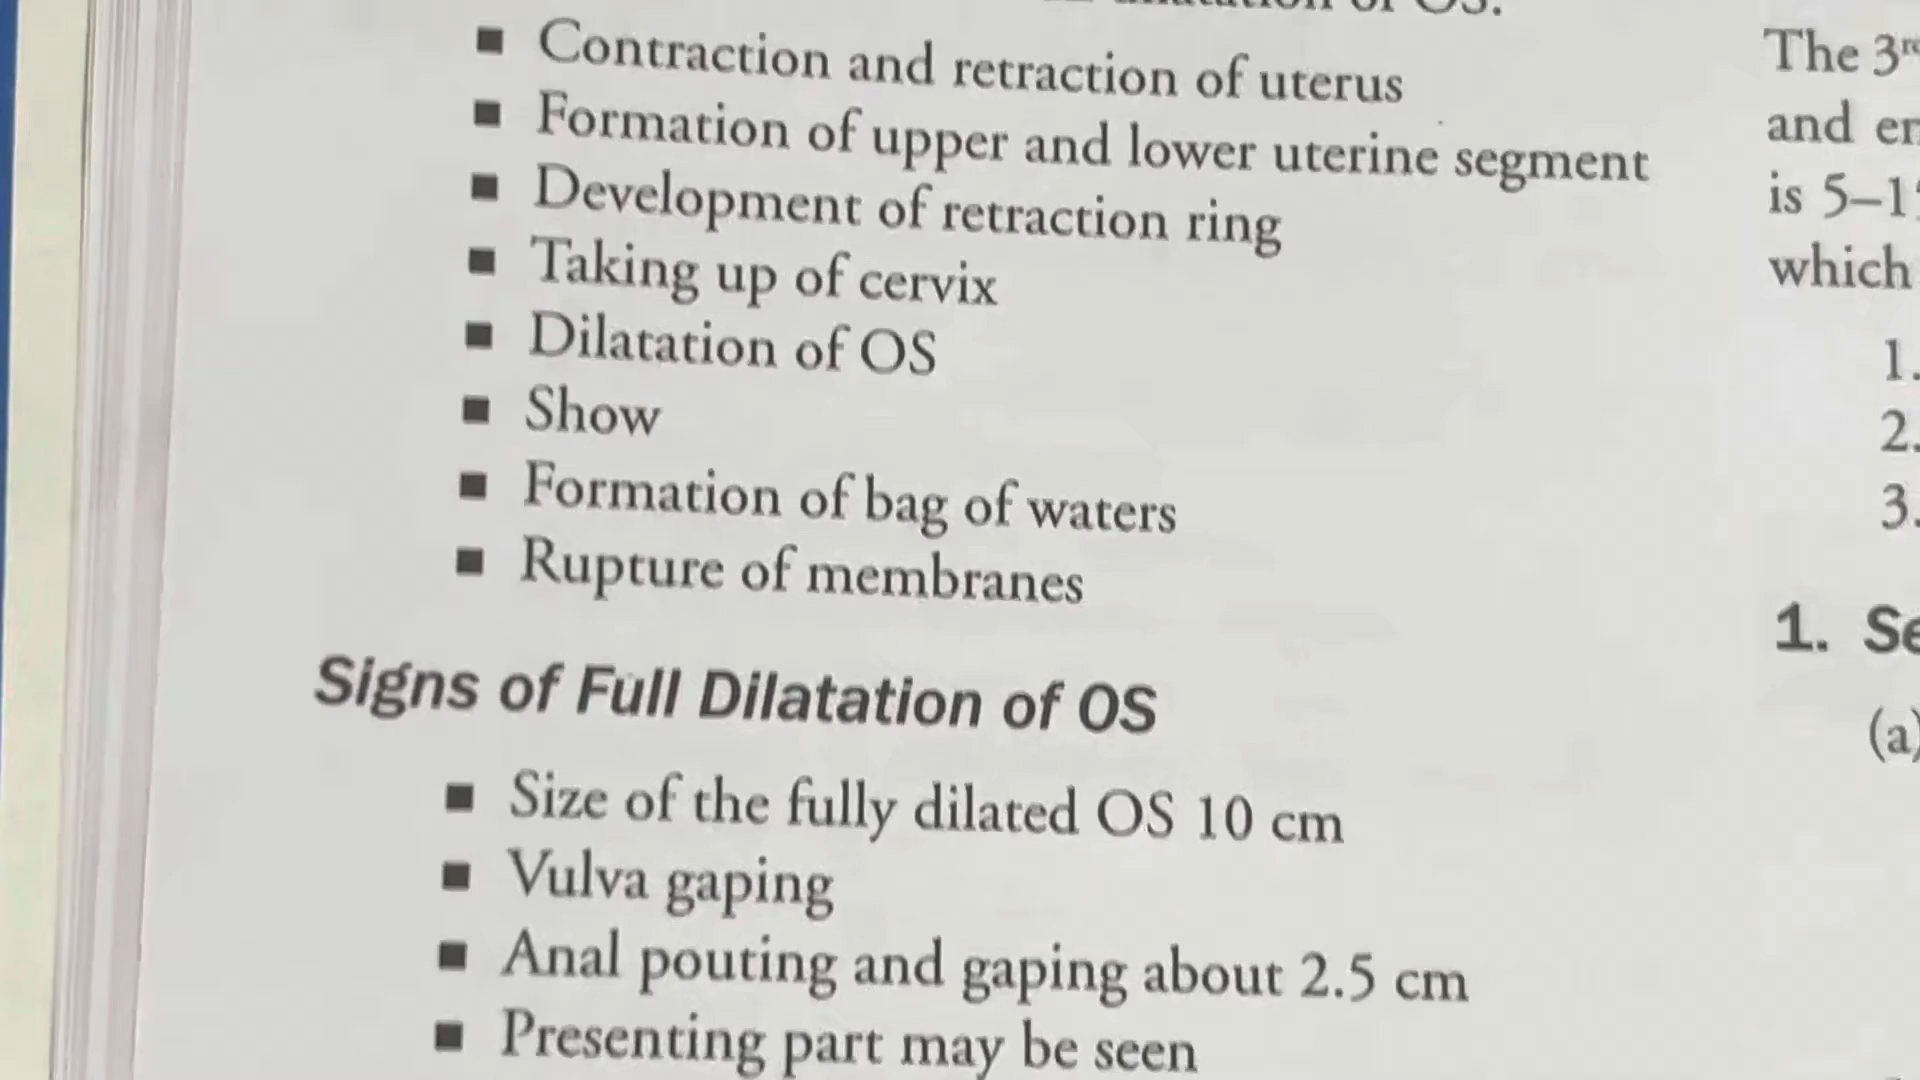 of OS.
■ Contraction and retraction of uterus
■ Formation of upper and lower uterine segment
■ Development of retraction ring
■ Taking up of cervix
■ Dilatation of OS
■ Show
■ Formation of bag of waters
■ Rupture of membranes
Signs of Full Dilatation of OS
■ Size of the fully dilated OS 10 cm
■ Vulva gaping
■ Anal pouting and gaping about 2.5 cm
■ Presenting part may be seen
The
and
is
which
1.
2.
3.
1.
(a)